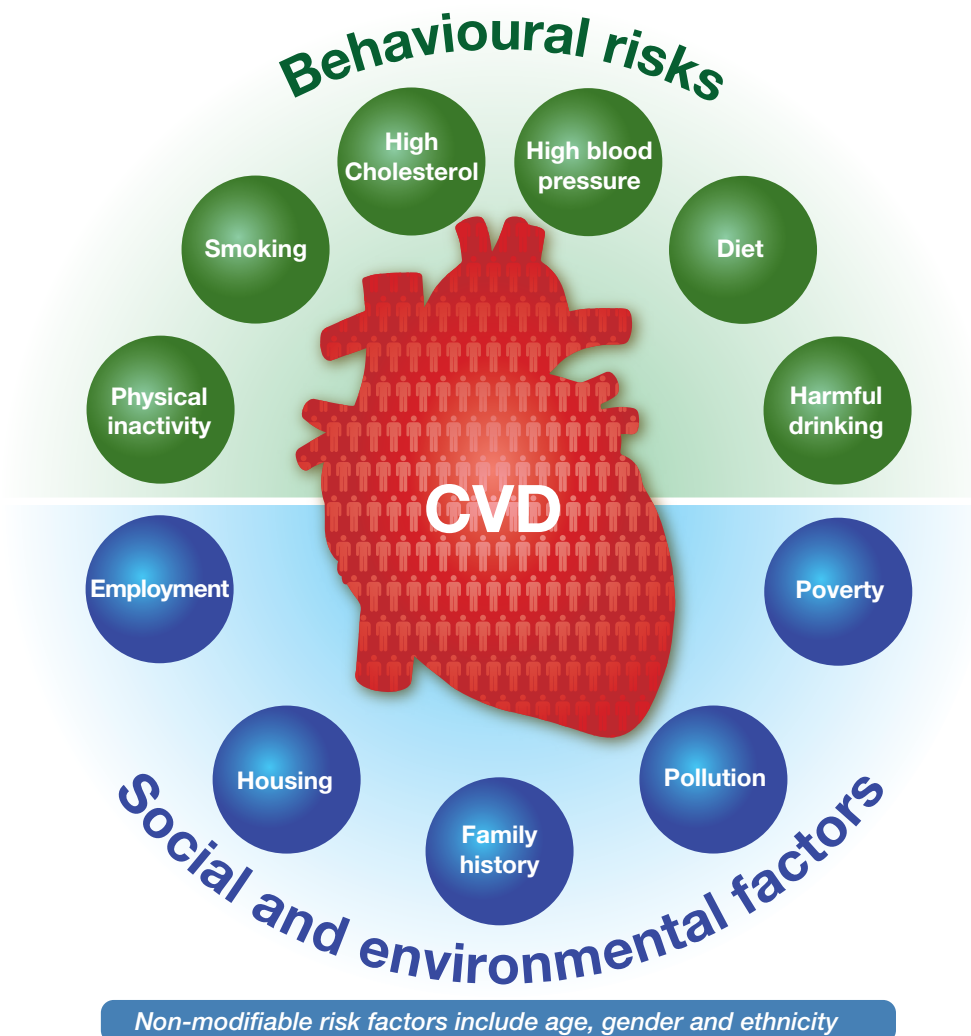 Behavioural risks
High
Cholesterol
High blood
pressure
Smoking
Diet
Physical
inactivity
Harmful
drinking
CVD
Employment
Poverty
Housing
Pollution
Family
history
Social and environmental factors
Non-modifiable risk factors include age, gender and ethnicity